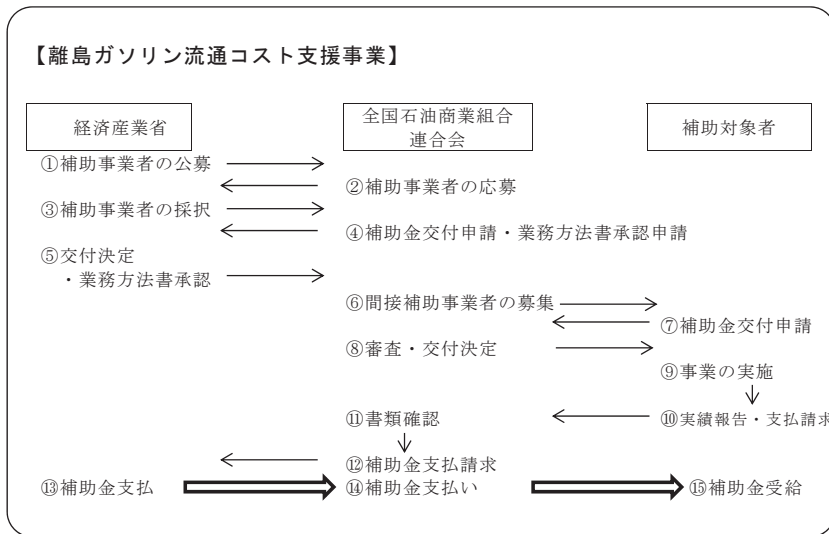 【離島ガソリン流通コスト支援事業】
経済産業省
全国石油商業組合
連合会
補助対象者
①補助事業者の公募
②補助事業者の応募
③補助事業者の採択
④補助金交付申請・業務方法書承認申請
⑤交付決定
・業務方法書承認
⑥間接補助事業者の募集
⑦補助金交付申請
⑧審査・交付決定
⑨事業の実施
⑩実績報告・支払請求
⑪書類確認
⑫補助金支払請求
⑬補助金支払
⑭補助金支払い
⑮補助金受給